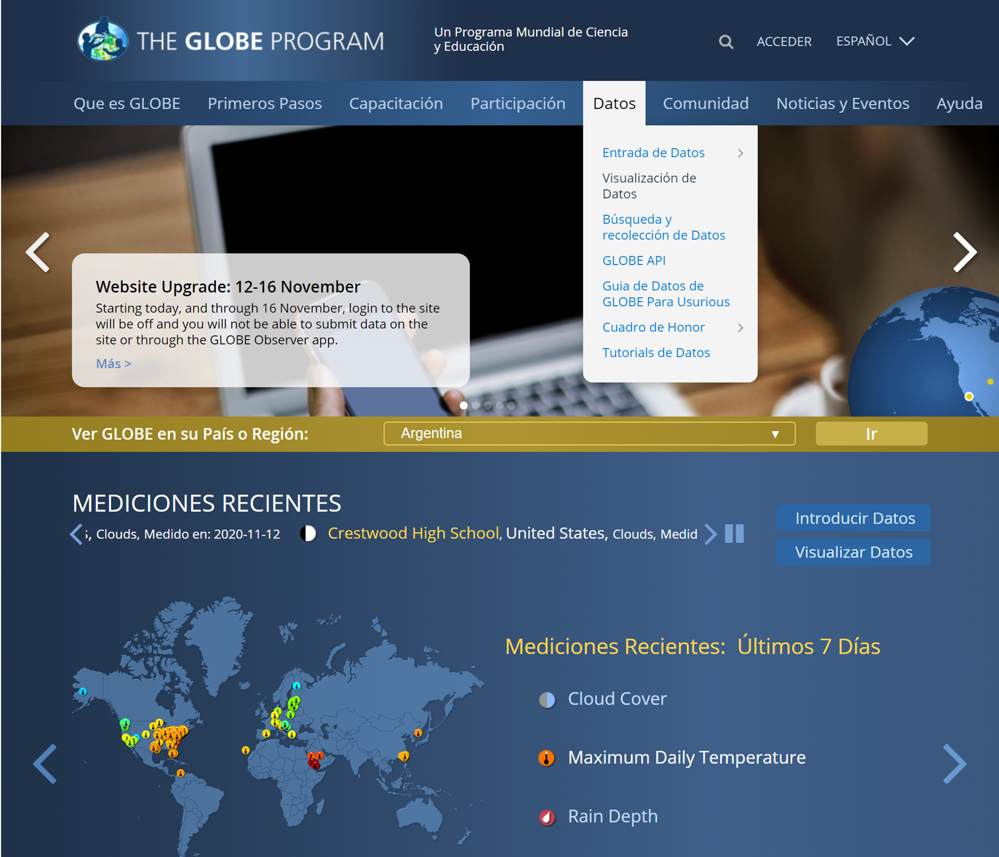 THE GLOBE PROGRAM
Un Programa Mundial de Ciencia
y Educación
ACCEDER
ESPAÑOL
Que es GLOBE
Primeros Pasos
Capacitación
Participación
Datos
Comunidad
Noticias y Eventos
Ayuda
Entrada de Datos
Visualización de
Datos
Búsqueda y
recolección de Datos
GLOBE API
Guia de Datos de
GLOBE Para Usurious
Cuadro de Honor
Tutorials de Datos
Website Upgrade: 12-16 November
Starting today, and through 16 November, login to the site
will be off and you will not be able to submit data on the
site or through the GLOBE Observer app.
Más >
Ver GLOBE en su País o Región:
Argentina
Ir
MEDICIONES RECIENTES
, Clouds, Medido en: 2020-11-12
Crestwood High School, United States, Clouds, Medid
Introducir Datos
Visualizar Datos
Mediciones Recientes: Últimos 7 Días
Cloud Cover
Maximum Daily Temperature
Rain Depth